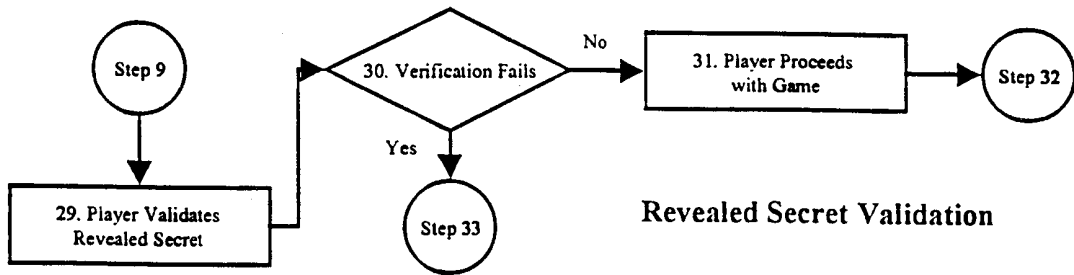 Step 9
29. Player Validates
Revealed Secret
30. Verification Fails
No
Yes
31. Player Proceeds
with Game
Step 32
Step 33
Revealed Secret Validation